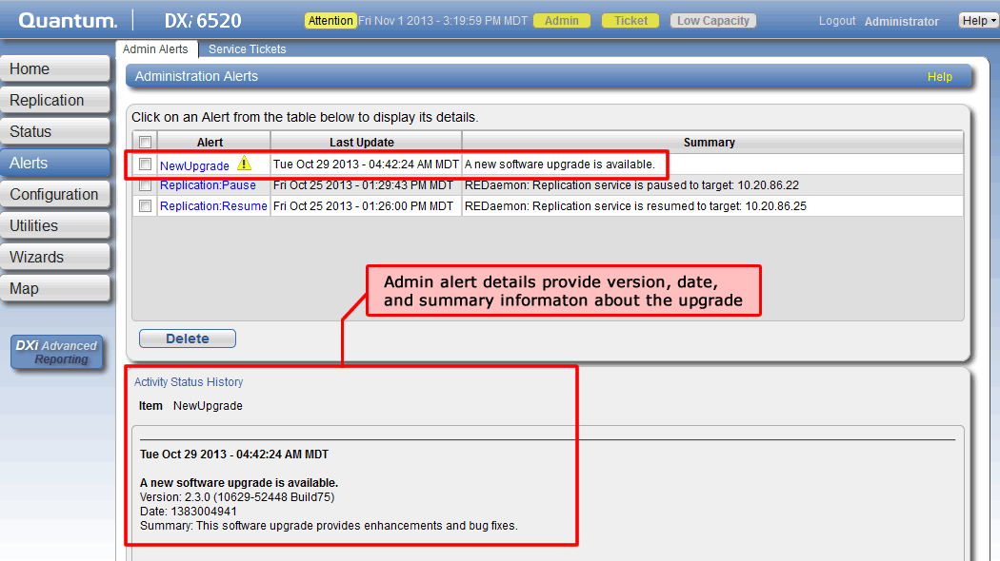 Quantum. DXi 6520 Attention Fri Nov 1 2013 - 3:19:59 PM MDT Admin Ticket Low Capacity Logout Administrator Help
Admin Alerts Service Tickets
Home
Replication
Status
Alerts
Configuration
Utilities
Wizards
Map
DXi Advanced
Reporting
Administration Alerts Help
Click on an Alert from the table below to display its details.
Alert Last Update Summary
NewUpgrade Tue Oct 29 2013 - 04:42:24 AM MDT A new software upgrade is available.
Replication:Pause Fri Oct 25 2013 - 01:29:43 PM MDT REDaemon: Replication service is paused to target: 10.20.86.22
Replication:Resume Fri Oct 25 2013 - 01:26:00 PM MDT REDaemon: Replication service is resumed to target: 10.20.86.25
Admin alert details provide version, date,
and summary informaton about the upgrade
Delete
Activity Status History
Item NewUpgrade
Tue Oct 29 2013 - 04:42:24 AM MDT
A new software upgrade is available.
Version: 2.3.0 (10629-52448 Build75)
Date: 1383004941
Summary: This software upgrade provides enhancements and bug fixes.